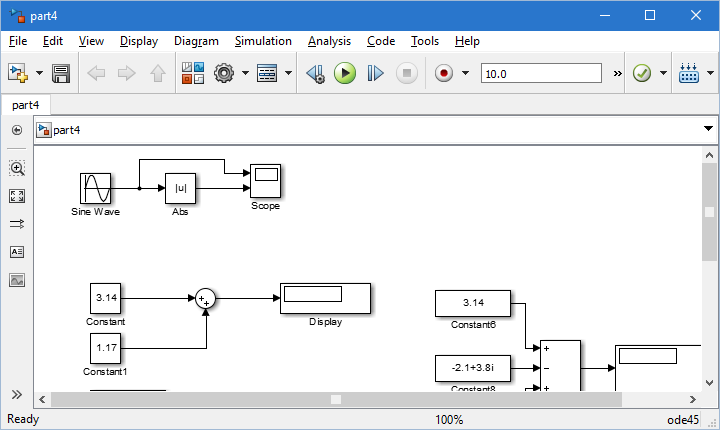 part4
File Edit View Display Diagram Simulation Analysis Code Tools Help
10.0 »
part4
part4
Sine Wave
|u|
Abs
Scope
3.14
Constant
+
+
Display
1.17
Constant1
3.14
Constant6
-2.1+3.8i
Constant8
+
−
+
Ready 100% ode45